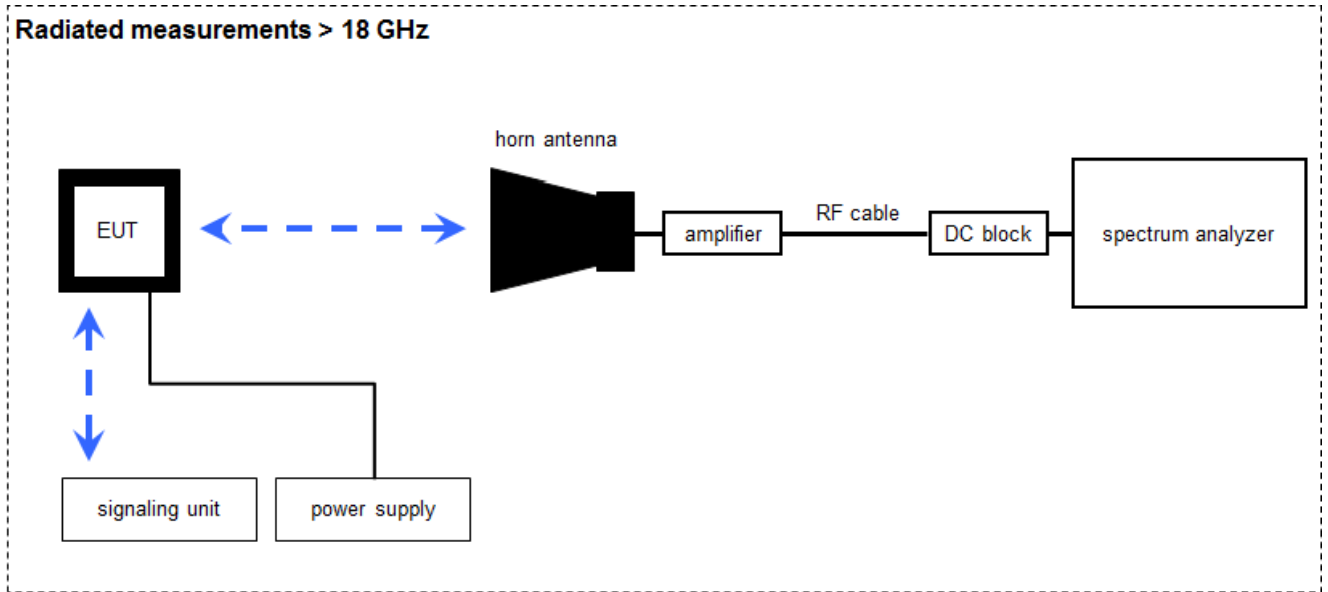 Radiated measurements > 18 GHz
horn antenna
EUT
amplifier
RF cable
DC block
spectrum analyzer
signaling unit
power supply